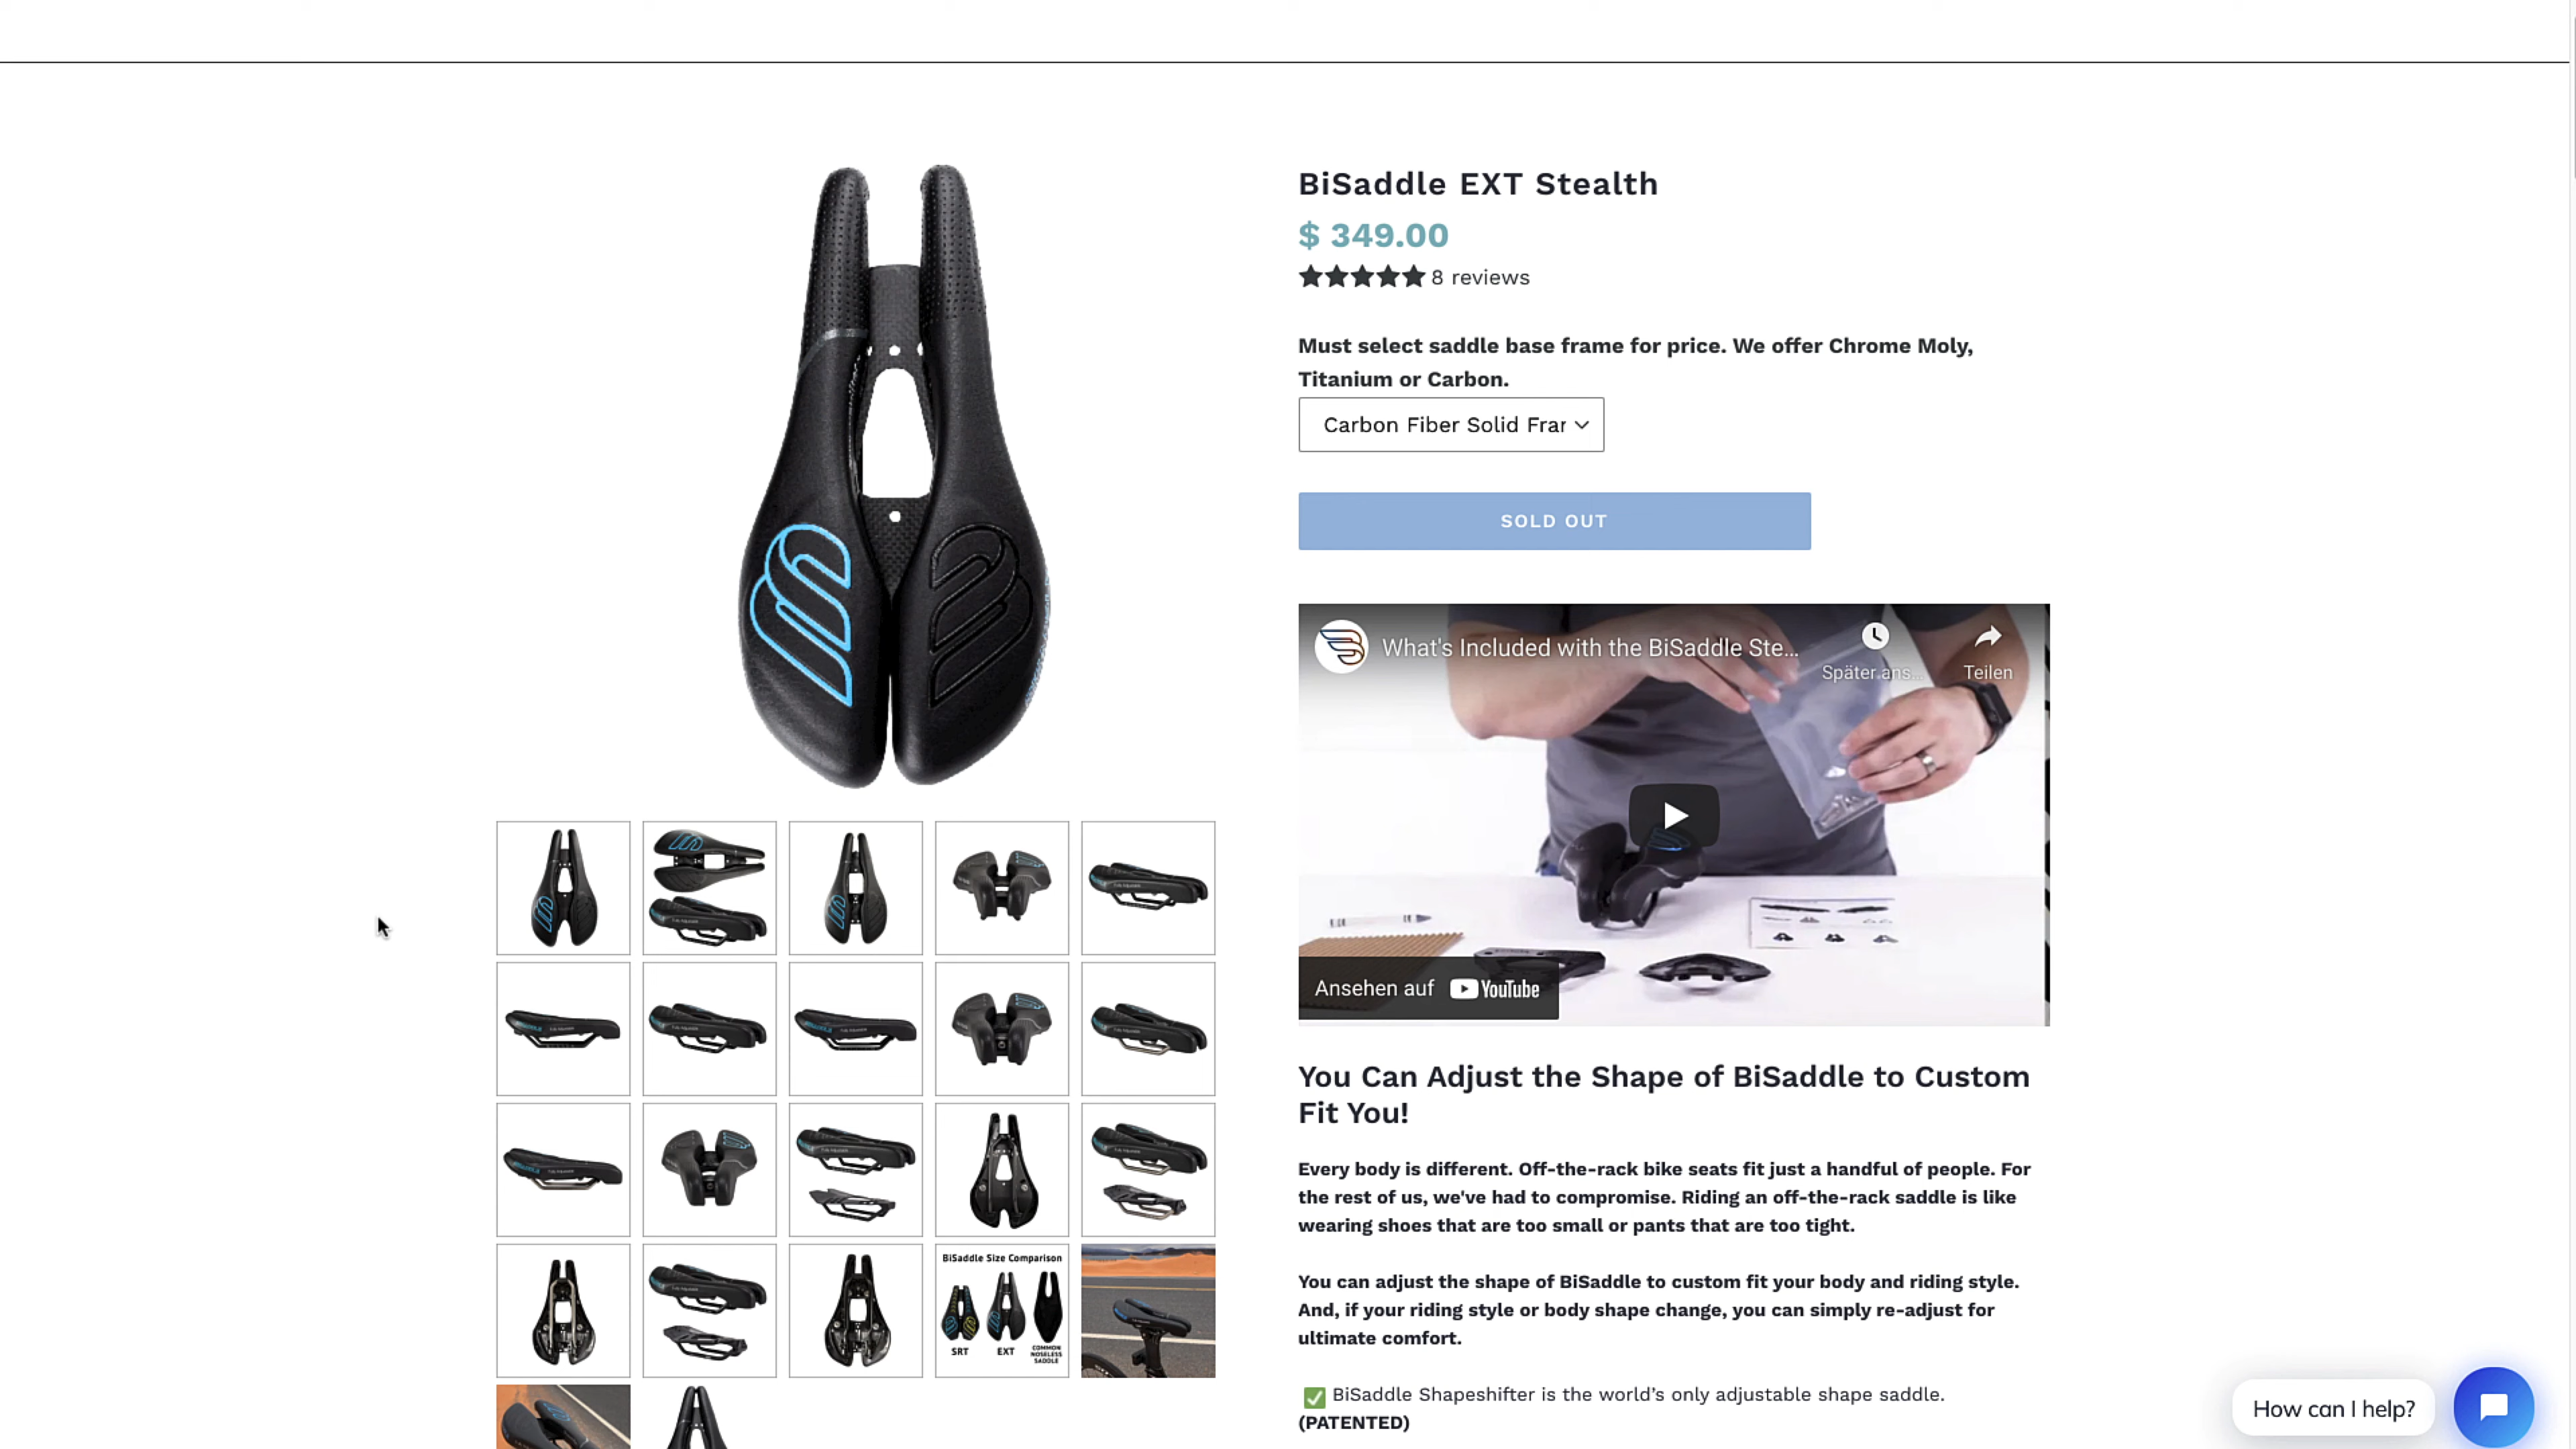 BiSaddle EXT Stealth
$ 349.00
8 reviews
Must select saddle base frame for price. We offer Chrome Moly,
Titanium or Carbon.
Carbon Fiber Solid Frar
SOLD OUT
What's Included with the BiSaddle Ste...
Später ans...
Teilen
Ansehen auf YouTube
You Can Adjust the Shape of BiSaddle to Custom
Fit You!
Every body is different. Off-the-rack bike seats fit just a handful of people. For
the rest of us, we've had to compromise. Riding an off-the-rack saddle is like
wearing shoes that are too small or pants that are too tight.
You can adjust the shape of BiSaddle to custom fit your body and riding style.
And, if your riding style or body shape change, you can simply re-adjust for
ultimate comfort.
BiSaddle Shapeshifter is the world's only adjustable shape saddle.
(PATENTED)
BiSaddle Size Comparison
SRT
EXT
COMMON
NOSELESS
SADDLE
How can I help?